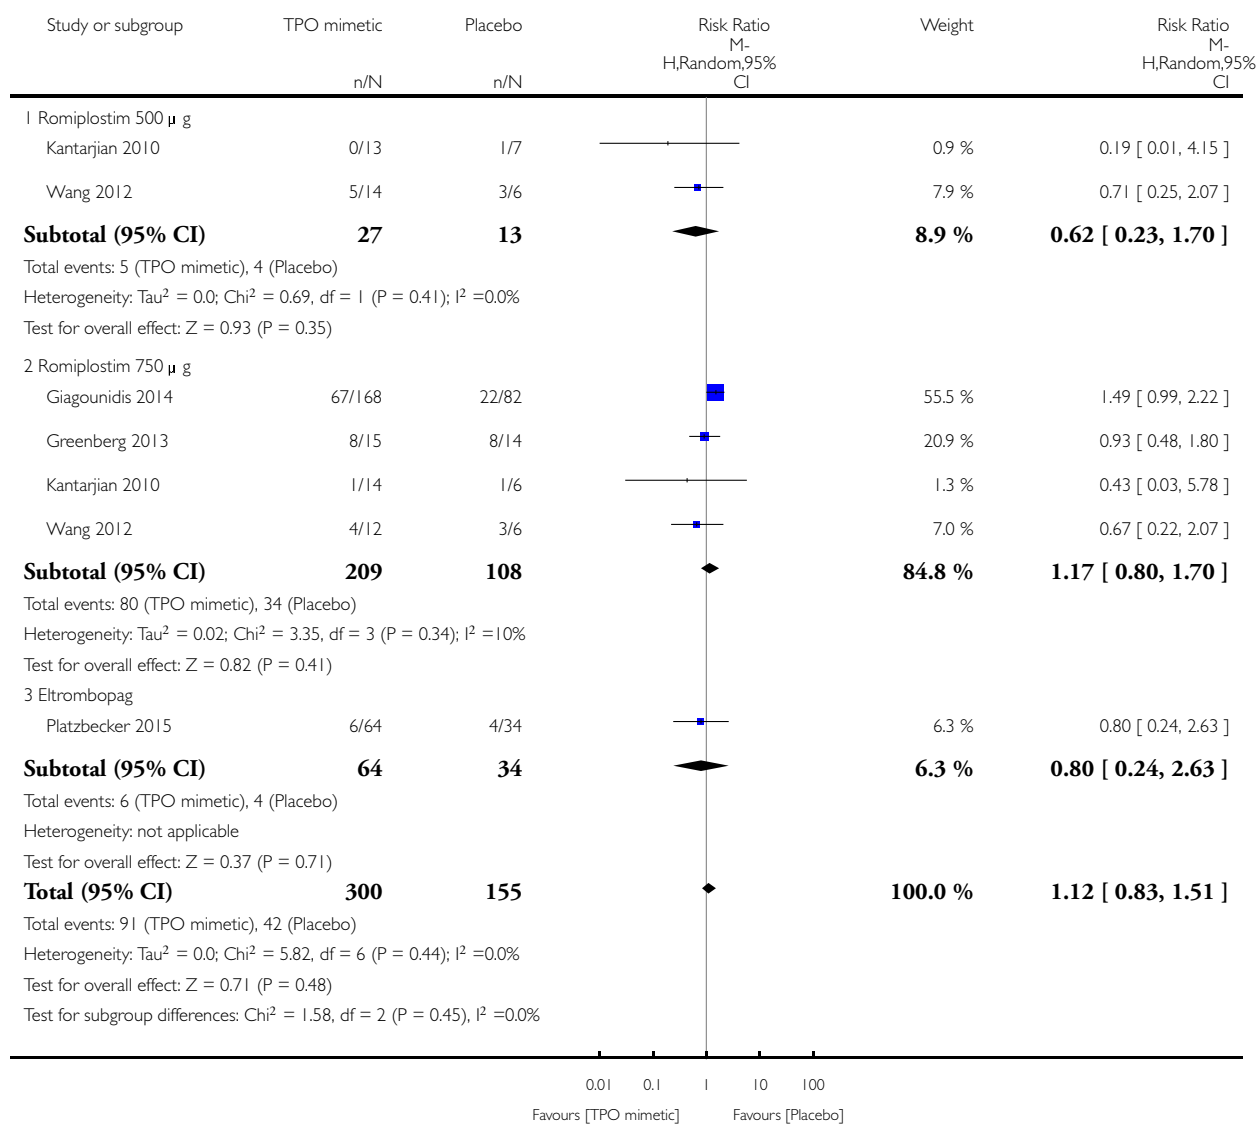 Study or subgroup TPO mimetic Placebo Risk Ratio Weight Risk Ratio
M- M-
H,Random,95% H,Random,95%
n/N n/N CI CI
1 Romiplostim 500 μ g
Kantarjian 2010 0/13 1/7 0.9 % 0.19 [ 0.01, 4.15 ]
Wang 2012 5/14 3/6 7.9 % 0.71 [ 0.25, 2.07 ]
Subtotal (95% CI) 27 13 8.9 % 0.62 [ 0.23, 1.70 ]
Total events: 5 (TPO mimetic), 4 (Placebo)
Heterogeneity: Tau² = 0.0; Chi² = 0.69, df = 1 (P = 0.41); I² =0.0%
Test for overall effect: Z = 0.93 (P = 0.35)
2 Romiplostim 750 μ g
Giagounidis 2014 67/168 22/82 55.5 % 1.49 [ 0.99, 2.22 ]
Greenberg 2013 8/15 8/14 20.9 % 0.93 [ 0.48, 1.80 ]
Kantarjian 2010 1/14 1/6 1.3 % 0.43 [ 0.03, 5.78 ]
Wang 2012 4/12 3/6 7.0 % 0.67 [ 0.22, 2.07 ]
Subtotal (95% CI) 209 108 84.8 % 1.17 [ 0.80, 1.70 ]
Total events: 80 (TPO mimetic), 34 (Placebo)
Heterogeneity: Tau² = 0.02; Chi² = 3.35, df = 3 (P = 0.34); I² =10%
Test for overall effect: Z = 0.82 (P = 0.41)
3 Eltrombopag
Platzbecker 2015 6/64 4/34 6.3 % 0.80 [ 0.24, 2.63 ]
Subtotal (95% CI) 64 34 6.3 % 0.80 [ 0.24, 2.63 ]
Total events: 6 (TPO mimetic), 4 (Placebo)
Heterogeneity: not applicable
Test for overall effect: Z = 0.37 (P = 0.71)
Total (95% CI) 300 155 100.0 % 1.12 [ 0.83, 1.51 ]
Total events: 91 (TPO mimetic), 42 (Placebo)
Heterogeneity: Tau² = 0.0; Chi² = 5.82, df = 6 (P = 0.44); I² =0.0%
Test for overall effect: Z = 0.71 (P = 0.48)
Test for subgroup differences: Chi² = 1.58, df = 2 (P = 0.45), I² =0.0%
0.01 0.1 1 10 100
Favours [TPO mimetic] Favours [Placebo]